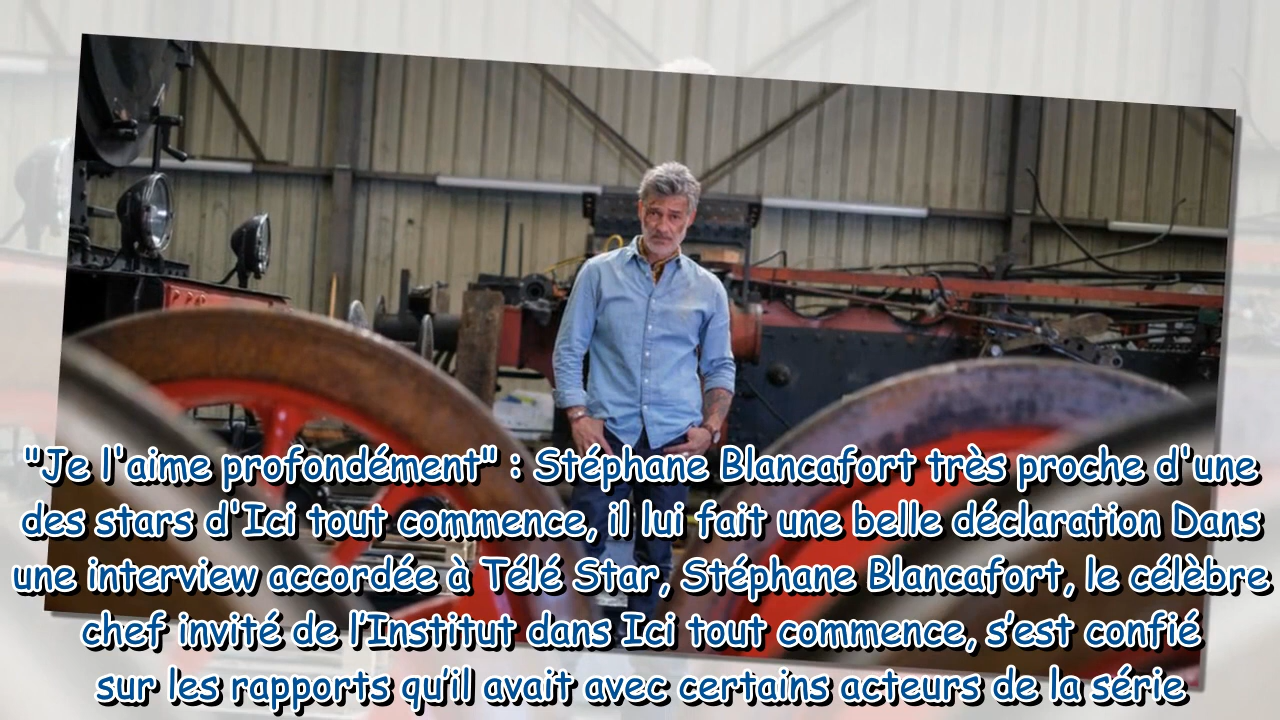 "Je l'aime profondément" : Stéphane Blancafort très proche d'une
des stars d'Ici tout commence, il lui fait une belle déclaration Dans
une interview accordée à Télé Star, Stéphane Blancafort, le célèbre
chef invité de l’Institut dans Ici tout commence, s’est confié
sur les rapports qu’il avait avec certains acteurs de la série